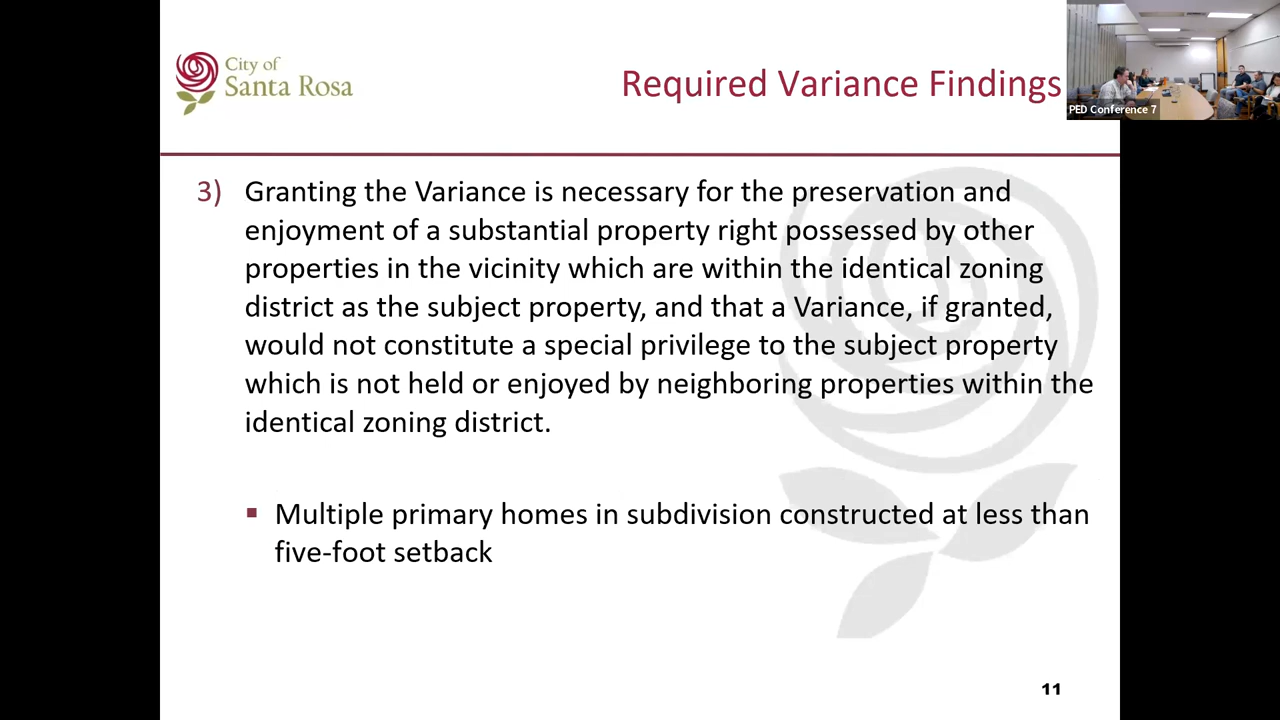 City of
Santa Rosa
Required Variance Findings
PED Conference 7
3) Granting the Variance is necessary for the preservation and
enjoyment of a substantial property right possessed by other
properties in the vicinity which are within the identical zoning
district as the subject property, and that a Variance, if granted,
would not constitute a special privilege to the subject property
which is not held or enjoyed by neighboring properties within the
identical zoning district.
▪ Multiple primary homes in subdivision constructed at less than
five-foot setback
11